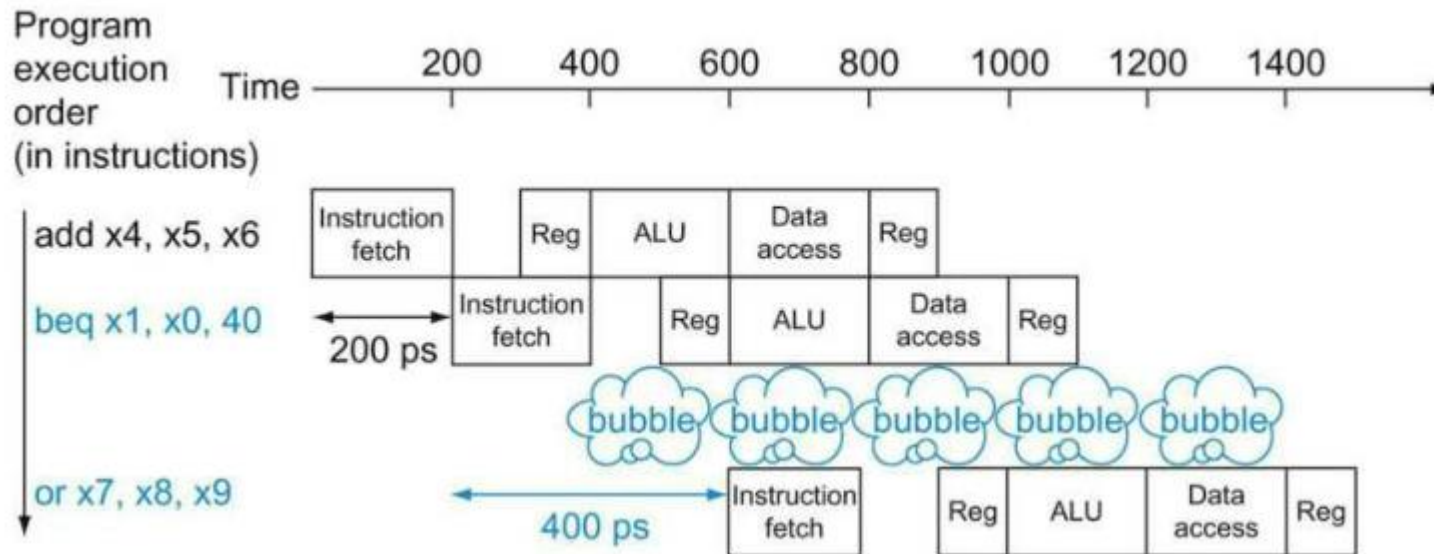 Program
execution
order
(in instructions)
Time
200 400 600 800 1000 1200 1400
add x4, x5, x6
Instruction
fetch
Reg
ALU
Data
access
Reg
beq x1, x0, 40
200 ps
Instruction
fetch
Reg
ALU
Data
access
Reg
bubble bubble bubble bubble bubble
or x7, x8, x9
400 ps
Instruction
fetch
Reg
ALU
Data
access
Reg